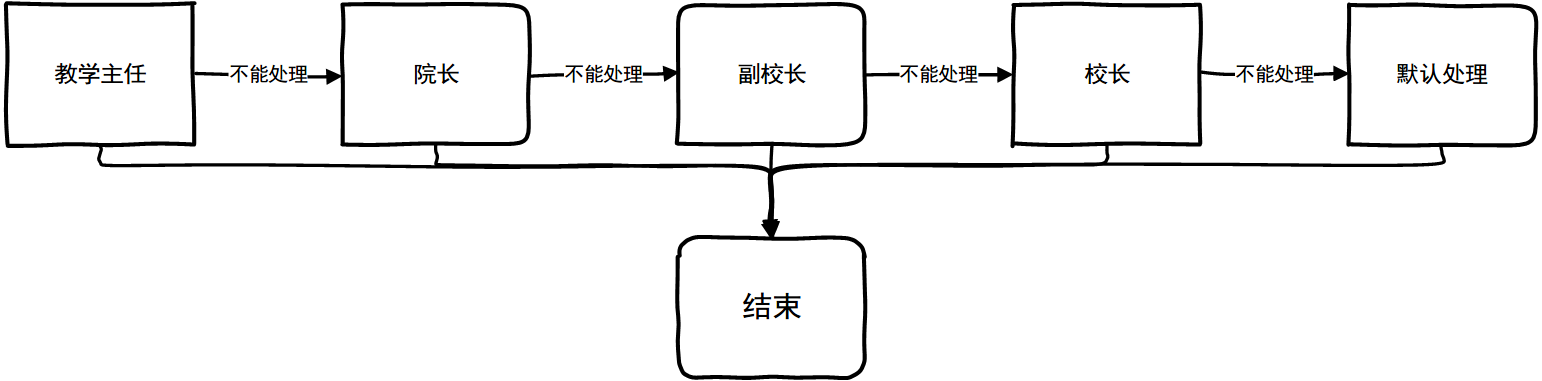 教学主任
不能处理
院长
不能处理
副校长
不能处理
校长
不能处理
默认处理
结束